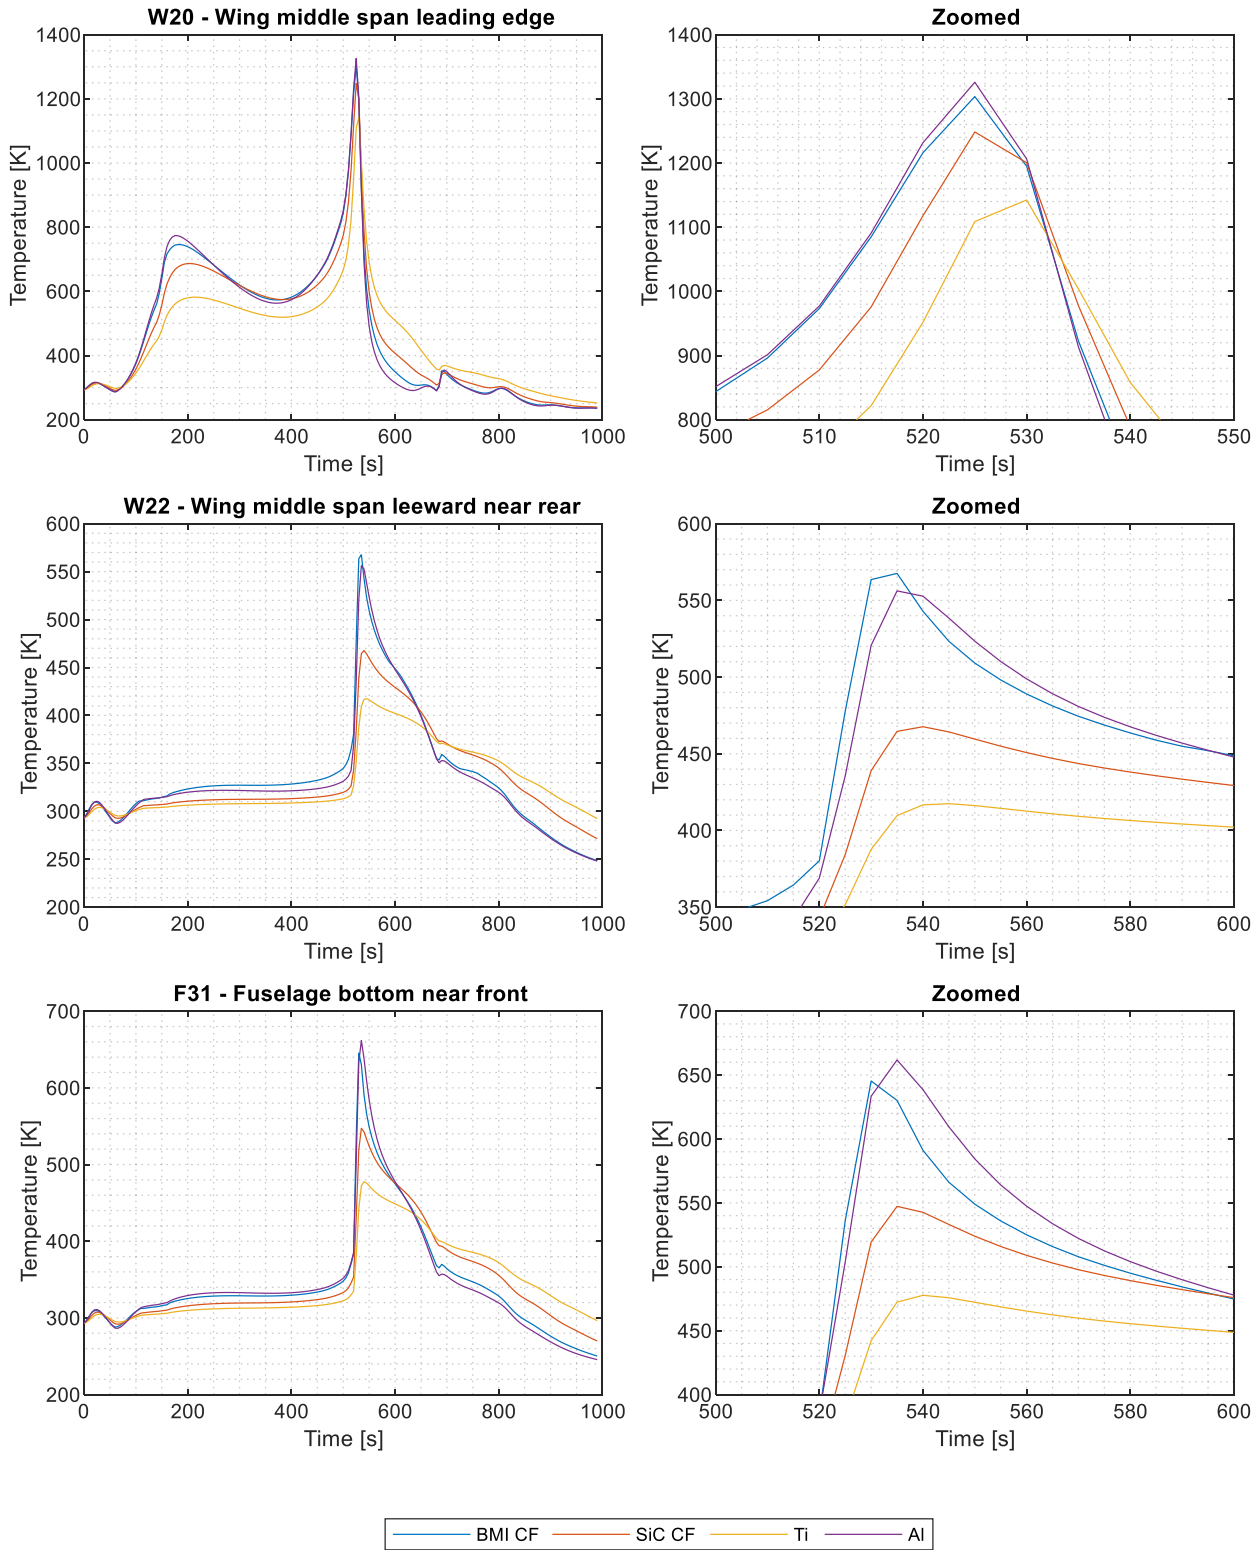 W20 - Wing middle span leading edge
Temperature [K]
1400
1200
1000
800
600
400
200
0 200 400 600 800 1000
Time [s]
Zoomed
Temperature [K]
1400
1300
1200
1100
1000
900
800
500 510 520 530 540 550
Time [s]
W22 - Wing middle span leeward near rear
Temperature [K]
600
550
500
450
400
350
300
250
200
0 200 400 600 800 1000
Time [s]
Zoomed
Temperature [K]
600
550
500
450
400
350
500 520 540 560 580 600
Time [s]
F31 - Fuselage bottom near front
Temperature [K]
700
600
500
400
300
200
0 200 400 600 800 1000
Time [s]
Zoomed
Temperature [K]
700
650
600
550
500
450
400
500 520 540 560 580 600
Time [s]
BMI CF SiC CF Ti Al